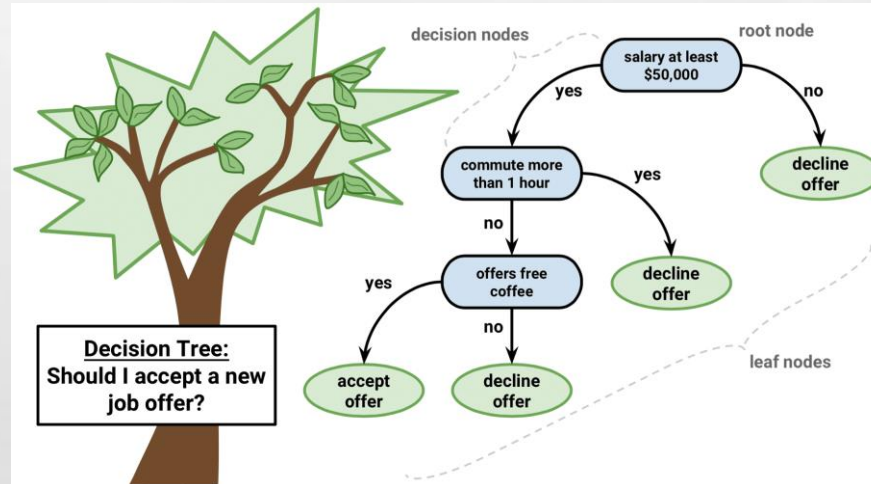 decision nodes
root node
salary at least
$50,000
yes
no
commute more
than 1 hour
yes
decline
offer
no
offers free
coffee
decline
offer
yes
no
Decision Tree:
Should I accept a new
job offer?
accept
offer
decline
offer
leaf nodes